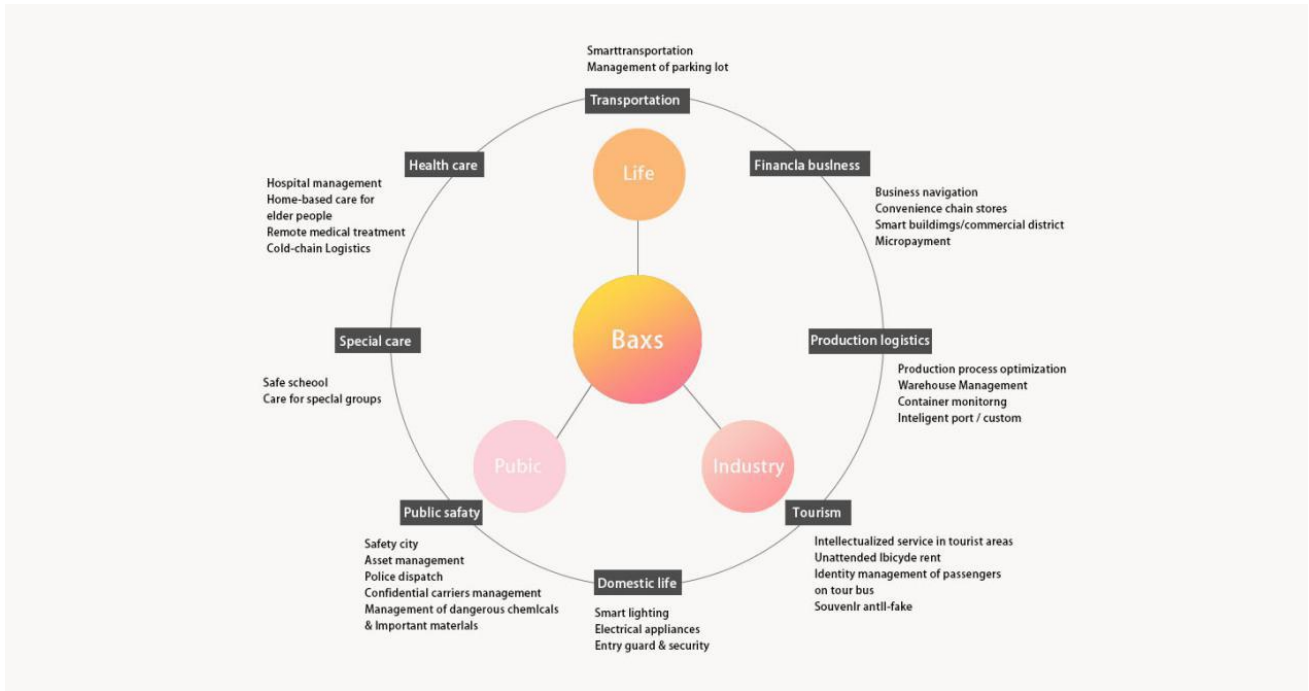 Smarttransportation
Management of parking lot
Transportation
Life
Health care
Hospital management
Home-based care for
elder people
Remote medical treatment
Cold-chain Logistics
Financla buslness
Business navigation
Convenience chain stores
Smart buildimgs/commercial district
Micropayment
Baxs
Special care
Safe scheool
Care for speclal groups
Production logistics
Production process optimization
Warehouse Management
Container monitorng
Inteligent port / custom
Pubic
Industry
Public safaty
Safety city
Asset management
Police dispatch
Confidential carriers management
Management of dangerous chemlcals
& Important materlals
Domestic life
Smart lighting
Electrical appliances
Entry guard & security
Tourism
Intellectualized service in tourist areas
Unattended lbicyde rent
Identity management of passengers
on tour bus
Souvenlr antll-fake